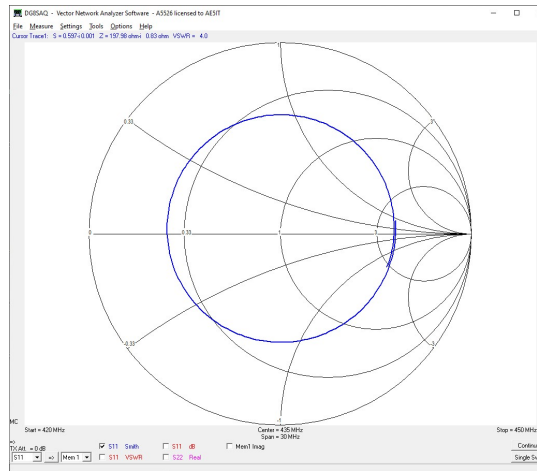 DG8SAQ - Vector Network Analyzer Software - A5526 licensed to AE5IT
File Measure Settings Tools Options Help
Cursor Trace1: S = 0.597-i 0.001 Z = 197.98 ohm-i 0.83 ohm VSWR = 4.0
1
0.33
3
0
0.33
1
3
-0.33
-3
-1
MC
Start = 420 MHz
Center = 435 MHz
Stop = 450 MHz
Span = 30 MHz
=>
TX Att. = 0 dB
S11 Smith
S11 dB
Mem1 Imag
Continu
S11
=>
Mem 1
S11 VSWR
S22 Real
Single Sw